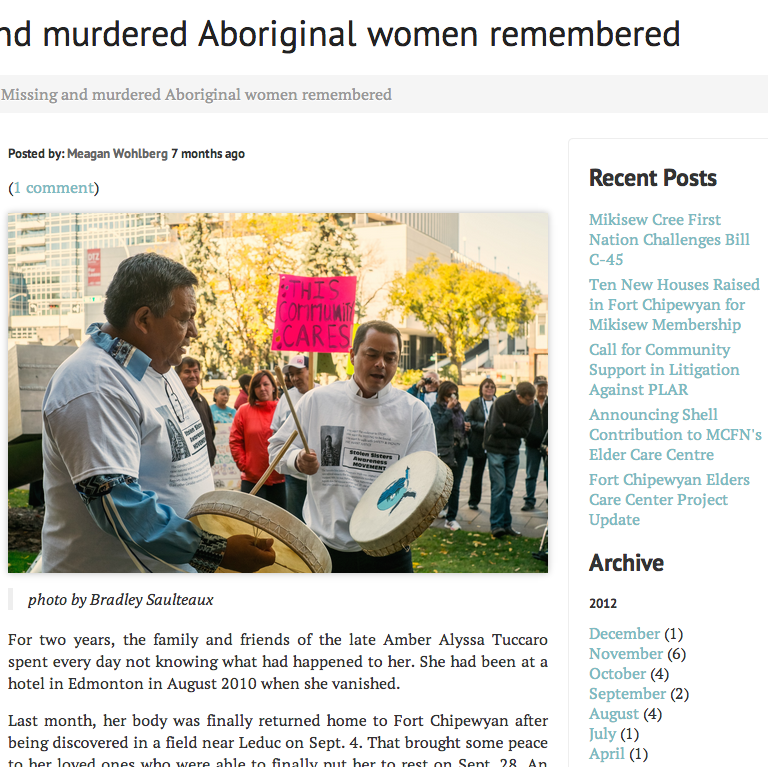 nd murdered Aboriginal women remembered
Missing and murdered Aboriginal women remembered
Posted by: Meagan Wohlberg 7 months ago
(1 comment)
THIS
COMMUNITY
CARES
Stolen Sisters
Awareness
MOVEMENT
Stolen Sisters
Awareness
MOVEMENT
photo by Bradley Saulteaux
For two years, the family and friends of the late Amber Alyssa Tuccaro
spent every day not knowing what had happened to her. She had been at a
hotel in Edmonton in August 2010 when she vanished.
Last month, her body was finally returned home to Fort Chipewyan after
being discovered in a field near Leduc on Sept. 4. That brought some peace
to her loved ones who were able to finally put her to rest on Sept. 28. An
Recent Posts
Mikisew Cree First
Nation Challenges Bill
C-45
Ten New Houses Raised
in Fort Chipewyan for
Mikisew Membership
Call for Community
Update in Litigation
Against PLAR
Announcing Shell
Contribution to MCFN's
Elder Care Centre
Fort Chipewyan Elders
Care Center Project
Update
Archive
2012
December (1)
November (6)
October (4)
September (2)
August (4)
July (1)
April (1)